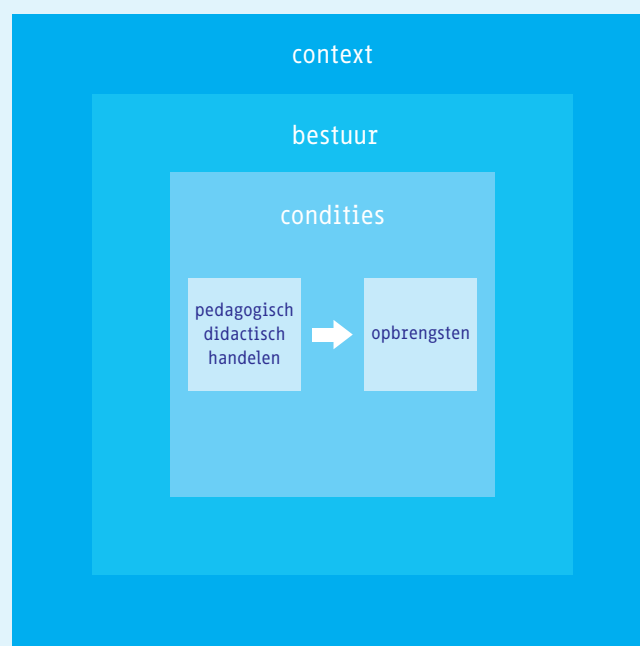 context
bestuur
condities
pedagogisch
didactisch
handelen
opbrengsten